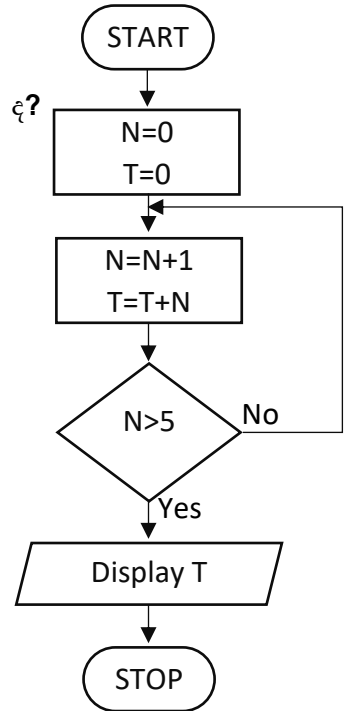 START
N=0
T=0
N=N+1
T=T+N
N>5
No
Yes
Display T
STOP